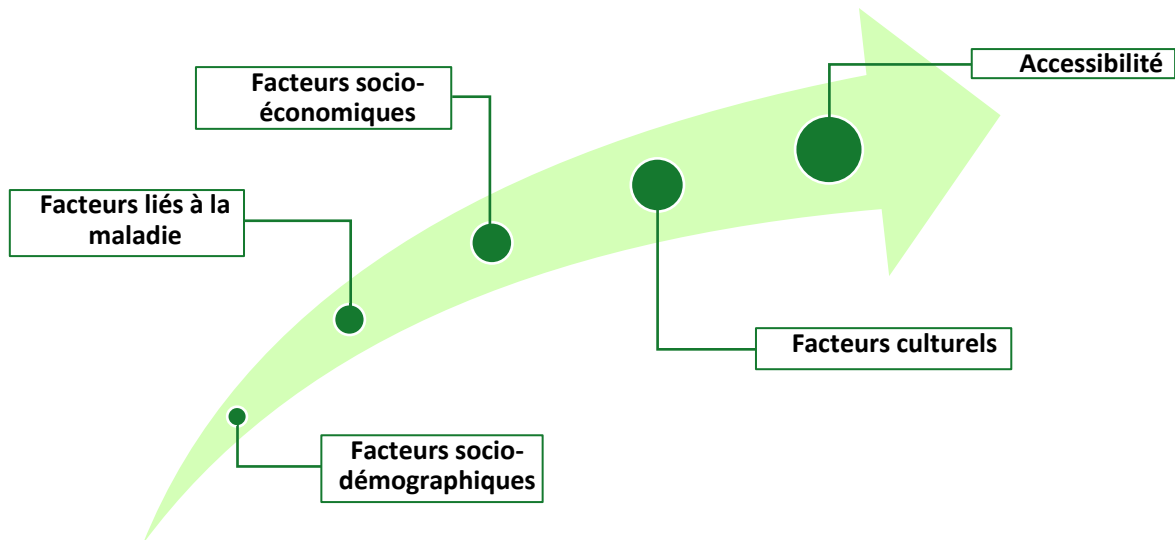 Accessibilité
Facteurs socio-
économiques
Facteurs liés à la
maladie
Facteurs culturels
Facteurs socio-
démographiques